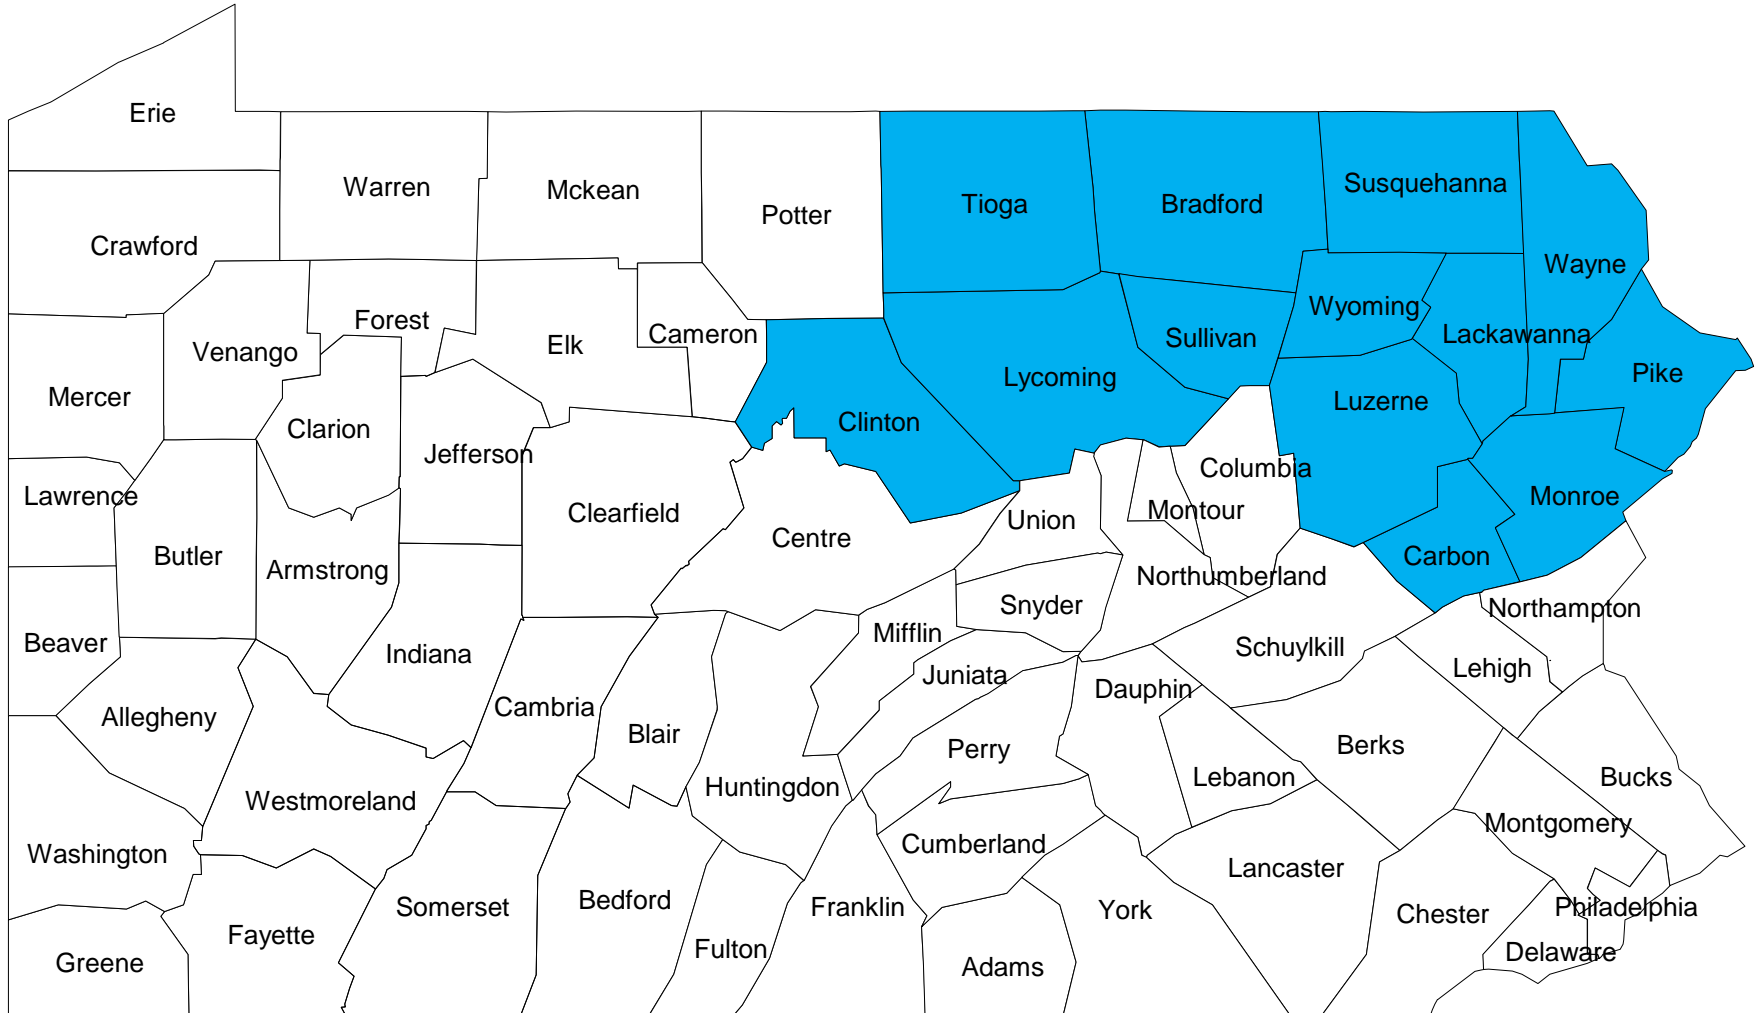 Erie
Warren
Mckean
Potter
Tioga
Bradford
Susquehanna
Crawford
Wayne
Forest
Cameron
Wyoming
Venango
Elk
Sullivan
Lackawanna
Mercer
Lycoming
Pike
Clarion
Clinton
Luzerne
Jefferson
Columbia
Lawrence
Clearfield
Union
Montour
Monroe
Butler
Armstrong
Centre
Northumberland
Carbon
Snyder
Northampton
Beaver
Indiana
Mifflin
Schuylkill
Lehigh
Juniata
Dauphin
Allegheny
Cambria
Blair
Perry
Berks
Huntingdon
Lebanon
Bucks
Westmoreland
Montgomery
Washington
Cumberland
Lancaster
Somerset
Bedford
Franklin
York
Chester
Philadelphia
Fayette
Fulton
Delaware
Greene
Adams